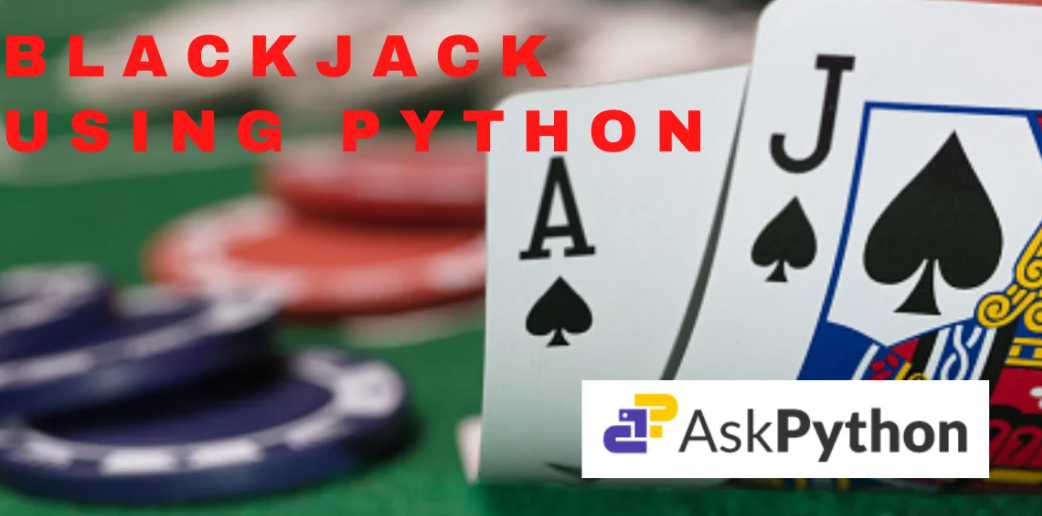 BLACKJACK
USING PYTHON
A
J
AskPython